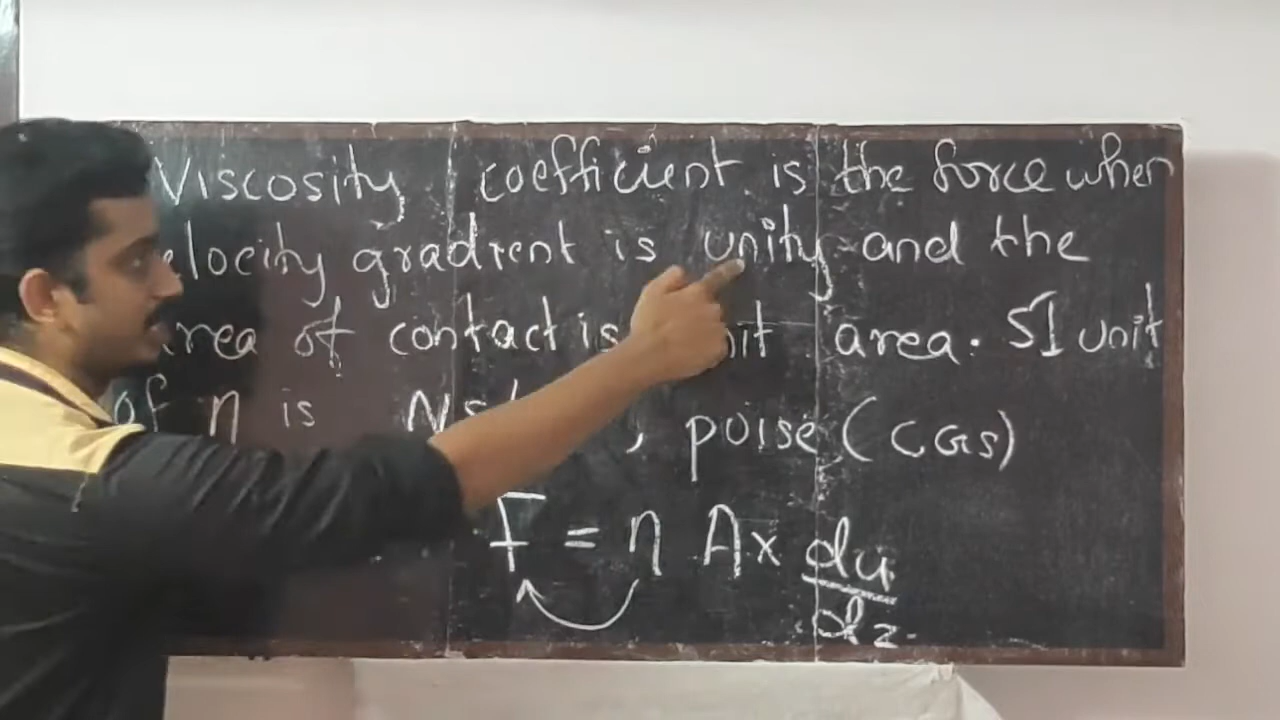 Viscosity coefficient is the force when
elocity gradient is unity and the
rea of contact is nit area. SI unit
of η is Ns , poise (CGS)
F = η A x du
dz